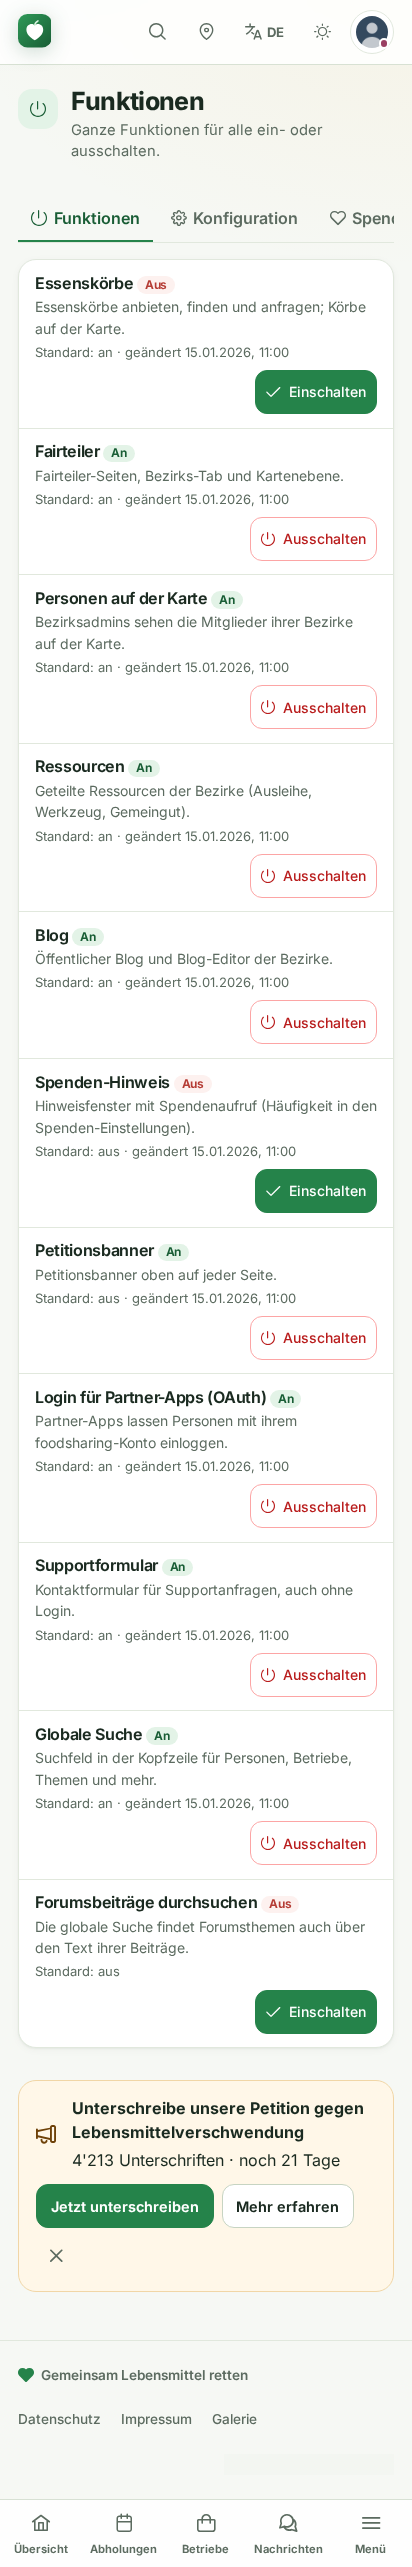 DE
Funktionen
Ganze Funktionen für alle ein- oder
ausschalten.
Funktionen Konfiguration Spend
Essenskörbe Aus
Essenskörbe anbieten, finden und anfragen; Körbe
auf der Karte.
Standard: an · geändert 15.01.2026, 11:00
Einschalten
Fairteiler An
Fairteiler-Seiten, Bezirks-Tab und Kartenebene.
Standard: an · geändert 15.01.2026, 11:00
Ausschalten
Personen auf der Karte An
Bezirksadmins sehen die Mitglieder ihrer Bezirke
auf der Karte.
Standard: an · geändert 15.01.2026, 11:00
Ausschalten
Ressourcen An
Geteilte Ressourcen der Bezirke (Ausleihe,
Werkzeug, Gemeingut).
Standard: an · geändert 15.01.2026, 11:00
Ausschalten
Blog An
Öffentlicher Blog und Blog-Editor der Bezirke.
Standard: an · geändert 15.01.2026, 11:00
Ausschalten
Spenden-Hinweis Aus
Hinweisfenster mit Spendenaufruf (Häufigkeit in den
Spenden-Einstellungen).
Standard: aus · geändert 15.01.2026, 11:00
Einschalten
Petitionsbanner An
Petitionsbanner oben auf jeder Seite.
Standard: aus · geändert 15.01.2026, 11:00
Ausschalten
Login für Partner-Apps (OAuth) An
Partner-Apps lassen Personen mit ihrem
foodsharing-Konto einloggen.
Standard: an · geändert 15.01.2026, 11:00
Ausschalten
Supportformular An
Kontaktformular für Supportanfragen, auch ohne
Login.
Standard: an · geändert 15.01.2026, 11:00
Ausschalten
Globale Suche An
Suchfeld in der Kopfzeile für Personen, Betriebe,
Themen und mehr.
Standard: an · geändert 15.01.2026, 11:00
Ausschalten
Forumsbeiträge durchsuchen Aus
Die globale Suche findet Forumsthemen auch über
den Text ihrer Beiträge.
Standard: aus
Einschalten
Unterschreibe unsere Petition gegen
Lebensmittelverschwendung
4'213 Unterschriften · noch 21 Tage
Jetzt unterschreiben Mehr erfahren
Gemeinsam Lebensmittel retten
Datenschutz Impressum Galerie
Übersicht Abholungen Betriebe Nachrichten Menü